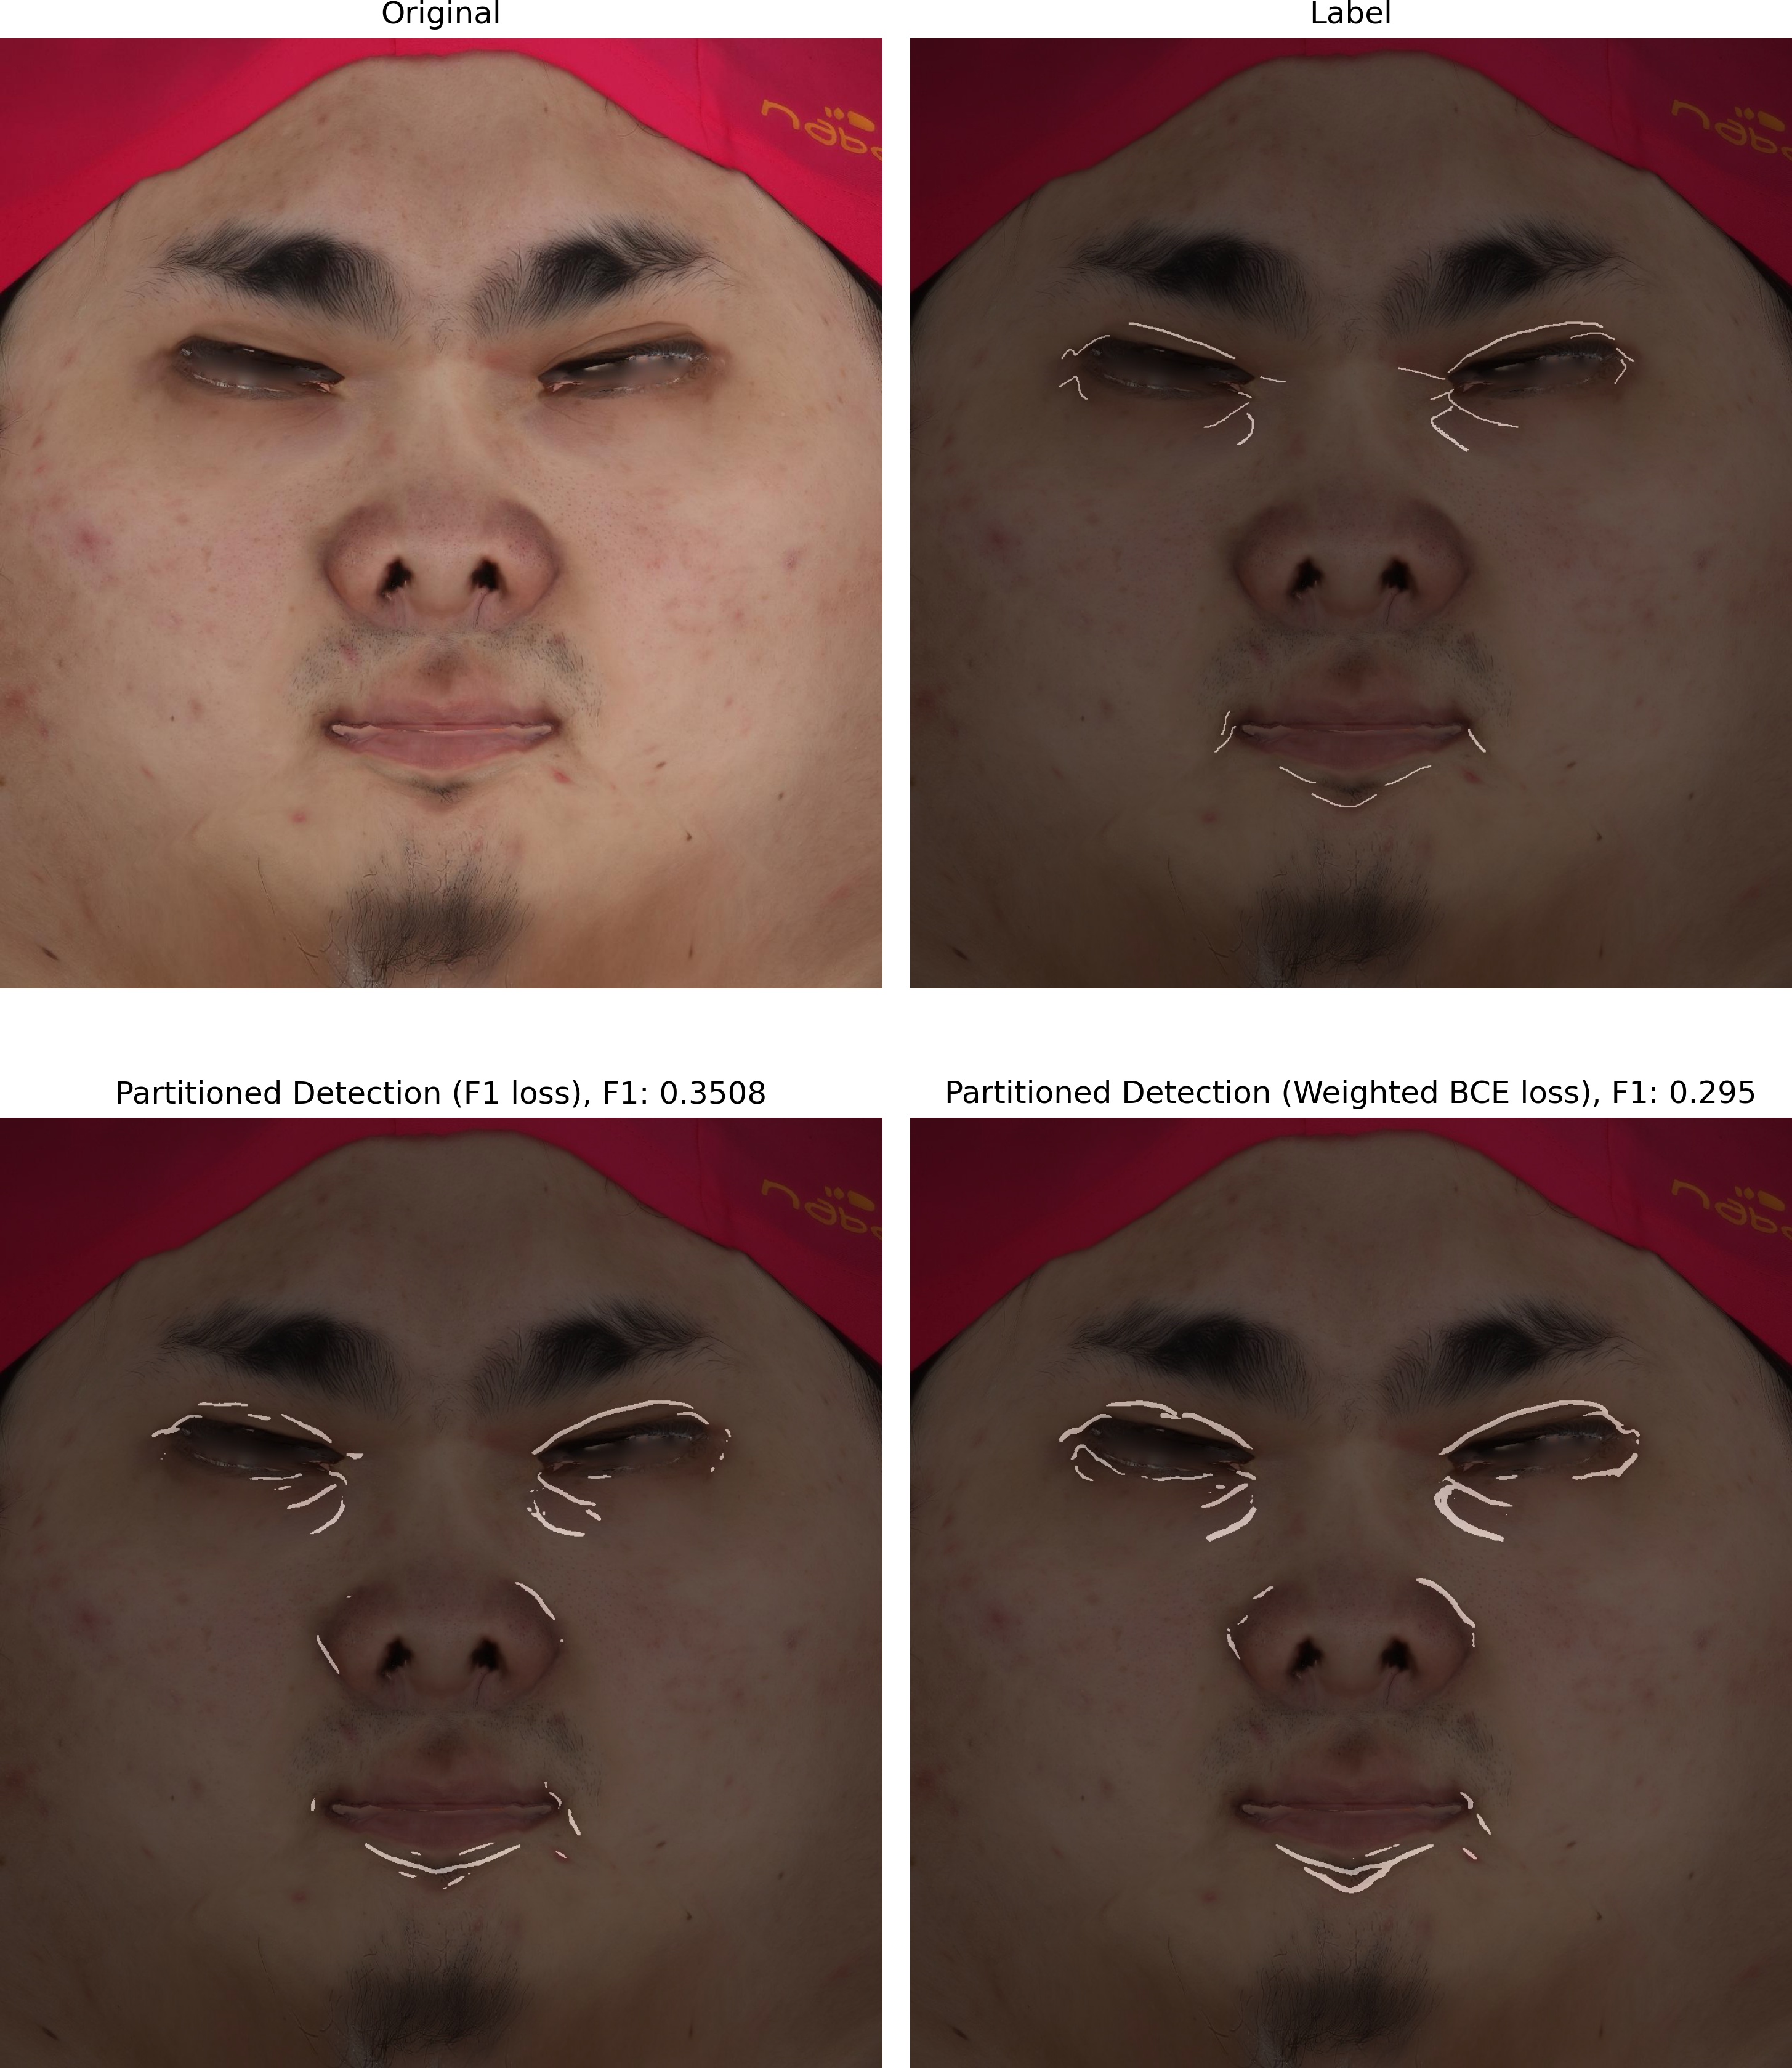 Original
Label
Partitioned Detection (F1 loss), F1: 0.3508
Partitioned Detection (Weighted BCE loss), F1: 0.295